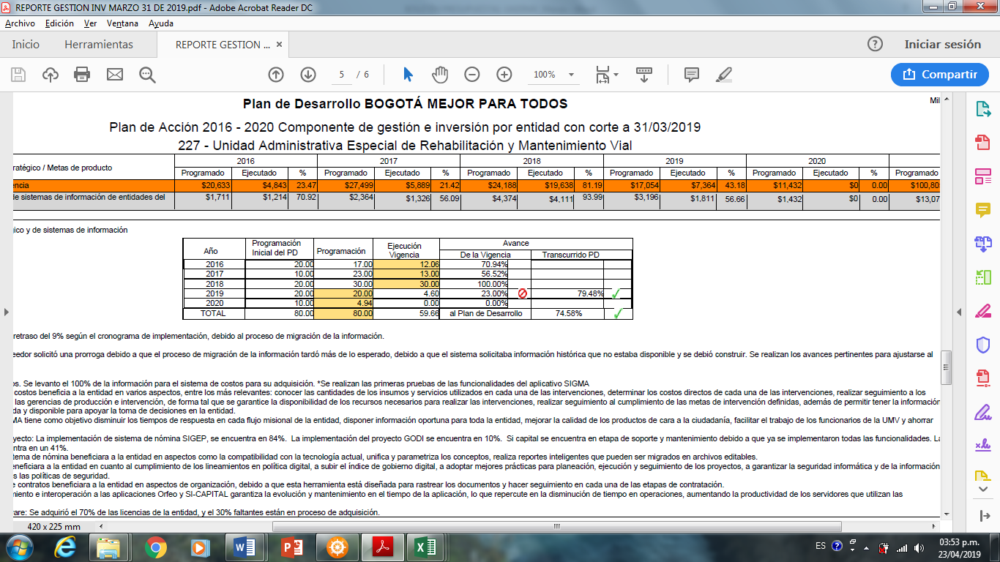 REPORTE GESTION INV MARZO 31 DE 2019.pdf - Adobe Acrobat Reader DC
Archivo Edición Ver Ventana Ayuda
Inicio Herramientas REPORTE GESTION ... × Iniciar sesión
5 / 6 100% Compartir
Plan de Desarrollo BOGOTÁ MEJOR PARA TODOS Mil
Plan de Acción 2016 - 2020 Componente de gestión e inversión por entidad con corte a 31/03/2019
227 - Unidad Administrativa Especial de Rehabilitación y Mantenimiento Vial
2016 2017 2018 2019 2020
ratégico / Metas de producto Programado Ejecutado % Programado Ejecutado % Programado Ejecutado % Programado Ejecutado % Programado Ejecutado % Programado
encia $20,633 $4,843 23.47 $27,499 $5,889 21.42 $24,188 $19,638 81.19 $17,054 $7,364 43.18 $11,432 $0 0.00 $100,80
de sistemas de información de entidades del $1,711 $1,214 70.92 $2,364 $1,326 56.09 $4,374 $4,111 93.99 $3,196 $1,811 56.66 $1,432 $0 0.00 $13,07
gico y de sistemas de información
Año Programación Inicial del PD Programación Ejecución Vigencia Avance
De la Vigencia Transcurrido PD
2016 20.00 17.00 12.06 70.94%
2017 10.00 23.00 13.00 56.52%
2018 20.00 30.00 30.00 100.00%
2019 20.00 20.00 4.60 23.00% 79.48%
2020 10.00 4.94 0.00 0.00%
TOTAL 80.00 80.00 59.66 al Plan de Desarrollo 74.58%
retraso del 9% según el cronograma de implementación, debido al proceso de migración de la información.
eedor solicitó una prorroga debido a que el proceso de migración de la información tardó más de lo esperado, debido a que el sistema solicitaba información histórica que no estaba disponible y se debió construir. Se realizan los avances pertinentes para ajustarse al
os. Se levanto el 100% de la información para el sistema de costos para su adquisición. *Se realizan las primeras pruebas de las funcionalidades del aplicativo SIGMA
costos beneficia a la entidad en varios aspectos, entre los más relevantes: conocer las cantidades de los insumos y servicios utilizados en cada una de las intervenciones, determinar los costos directos de cada una de las intervenciones, realizar seguimiento a los
las gerencias de producción e intervención, de forma tal que se garantice la disponibilidad de los recursos necesarios para realizar las intervenciones, realizar seguimiento al cumplimiento de las metas de intervención definidas, además de permitir tener la información
da y disponible para apoyar la toma de decisiones en la entidad.
MA tiene como objetivo disminuir los tiempos de respuesta en cada flujo misional de la entidad, disponer información oportuna para toda la entidad, mejorar la calidad de los productos de cara a la ciudadanía, facilitar el trabajo de los funcionarios de la UMV y ahorrar
yecto: La implementación de sistema de nómina SIGEP, se encuentra en 84%. La implementación del proyecto GODI se encuentra en 10%. Si capital se encuentra en etapa de soporte y mantenimiento debido a que ya se implementaron todas las funcionalidades. La
ntra en un 41%.
tema de nómina beneficiara a la entidad en aspectos como la compatibilidad con la tecnología actual, unifica y parametriza los conceptos, realiza reportes inteligentes que pueden ser migrados en archivos editables.
eneficiara a la entidad en cuanto al cumplimiento de los lineamientos en política digital, a subir el índice de gobierno digital, a adoptar mejores prácticas para planeación, ejecución y seguimiento de los proyectos, a garantizar la seguridad informática y de la información
s las políticas de seguridad.
e contratos beneficiara a la entidad en aspectos de organización, debido a que esta herramienta está diseñada para rastrear los documentos y hacer seguimiento en cada una de las etapas de contratación.
miento e interoperación a las aplicaciones Orfeo y SI-CAPITAL garantiza la evolución y mantenimiento en el tiempo de la aplicación, lo que repercute en la disminución de tiempo en operaciones, aumentando la productividad de los servidores que utilizan las
are: Se adquirió el 70% de las licencias de la entidad, y el 30% faltantes están en proceso de adquisición.
420 x 225 mm
ES 03:53 p.m.
23/04/2019